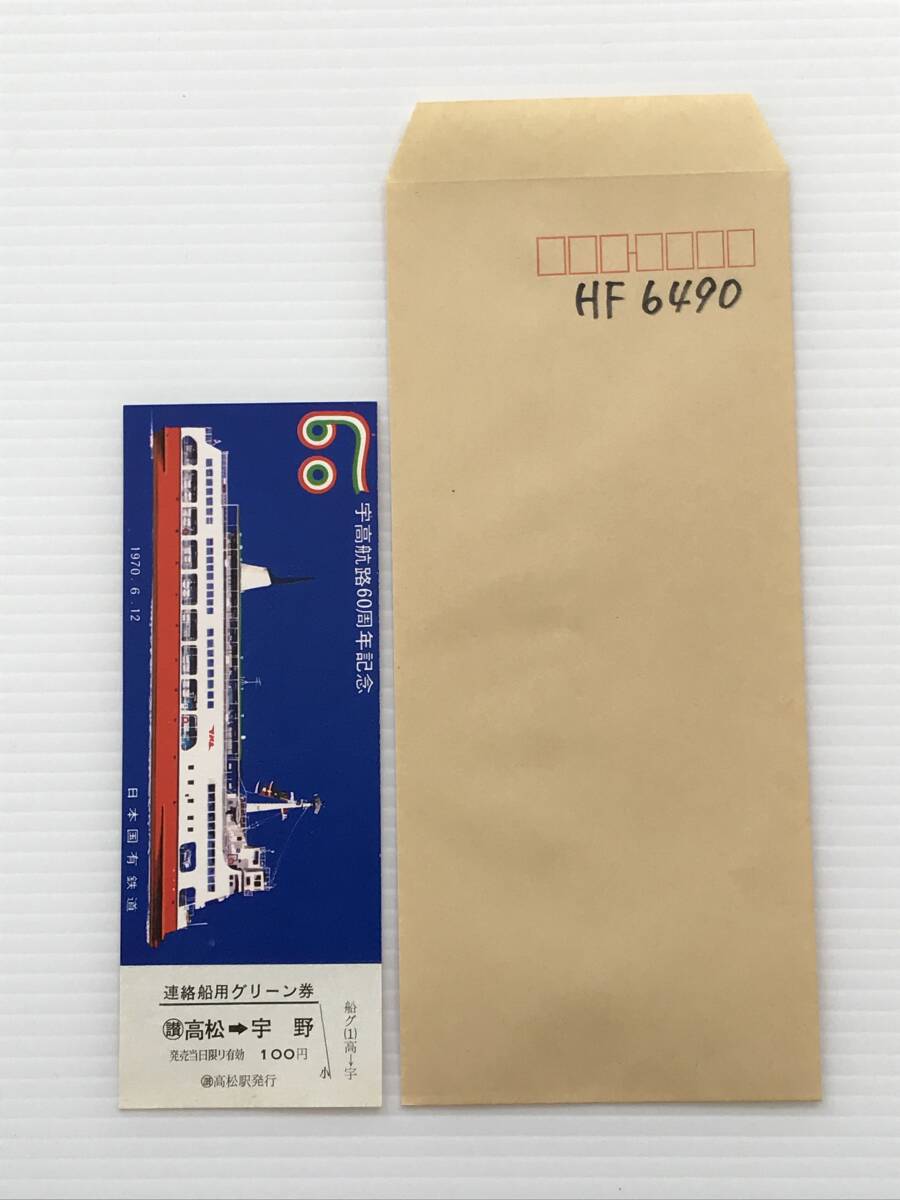 HF 6490
60
宇高航路60周年記念
1970. 6. 12
日本国有鉄道
連絡船用グリーン券
讃高松➡宇野
発売当日限り有効 100円
小
讃高松駅発行
船グ(1)高→宇